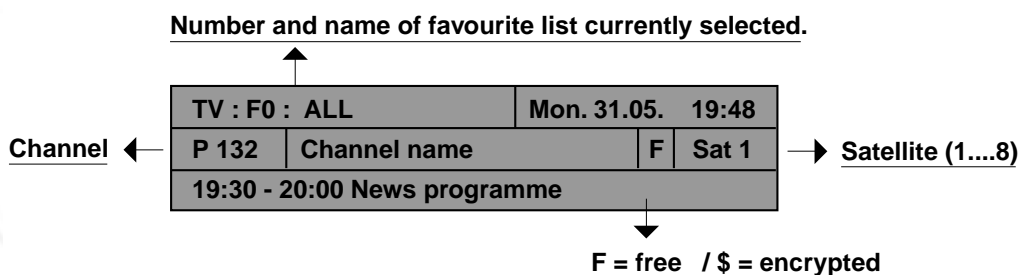 Number and name of favourite list currently selected.
TV : F0 : ALL Mon. 31.05. 19:48
Channel P 132 Channel name F Sat 1 Satellite (1....8)
19:30 - 20:00 News programme
F = free / $ = encrypted